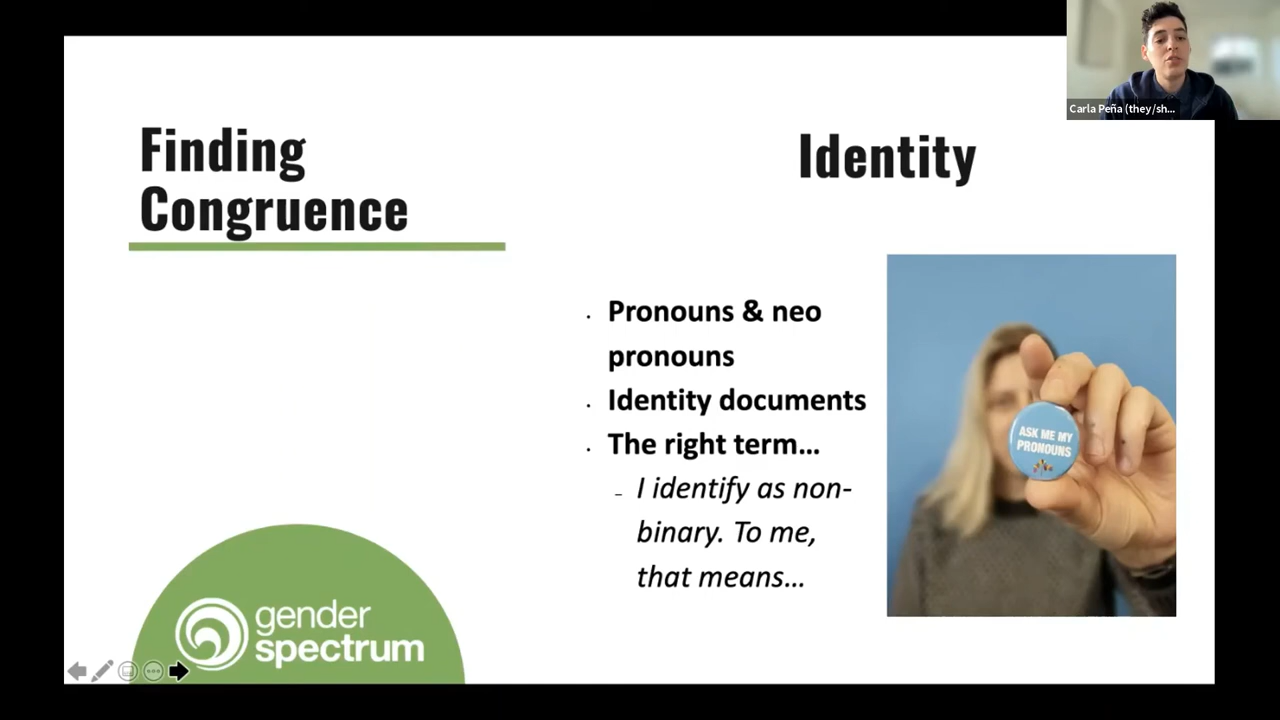 Carla Peña (they/sh...
Finding
Congruence
Identity
Pronouns & neo
pronouns
Identity documents
The right term...
I identify as non-
binary. To me,
that means...
ASK ME MY
PRONOUNS
gender
spectrum